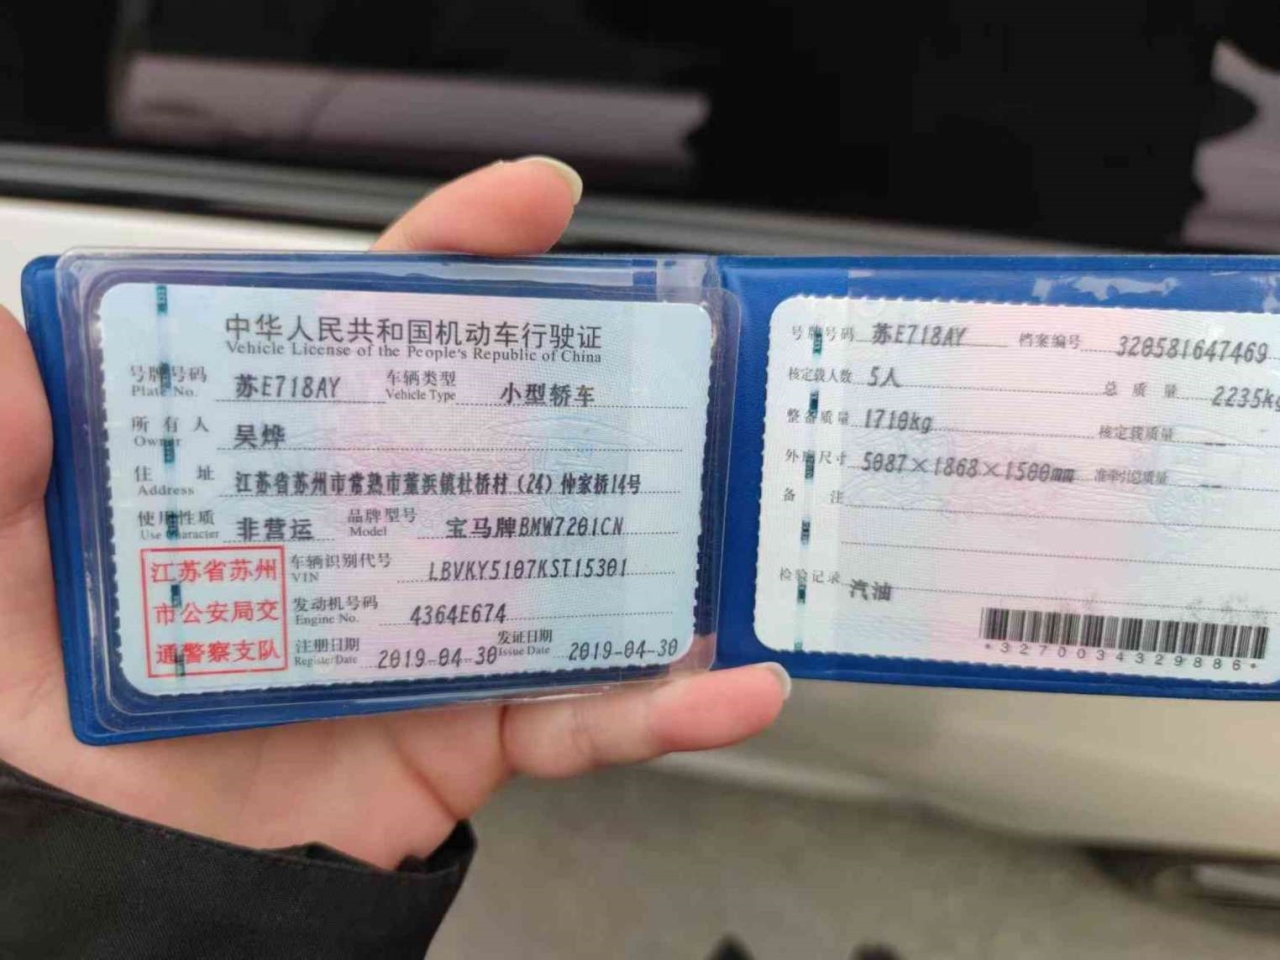 中华人民共和国机动车行驶证
Vehicle License of the People's Republic of China
号牌号码 苏E718AY 车辆类型 小型轿车
Plate No. Vehicle Type
所有人 吴烨
Owner
住址 江苏省苏州市常熟市董浜镇杜桥村(24)仲家桥14号
Address
使用性质 非营运 品牌型号 宝马牌BMW7201CN
Use Character Model
江苏省苏州
市公安局交
通警察支队
车辆识别代号 LBVKY5107KST15301
VIN
发动机号码 4364E674
Engine No.
注册日期 2019-04-30 发证日期 2019-04-30
Register Date Issue Date
号牌号码 苏E718AY 档案编号 320581647469
核定载人数 5人 总质量 2235kg
整备质量 1710kg 核定载质量 --
外廓尺寸 5087×1868×1500mm 准牵引总质量 --
备注
检验记录 汽油
*3270034329886*